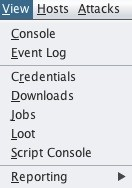 View Hosts Attacks
Console
Event Log
Credentials
Downloads
Jobs
Loot
Script Console
Reporting